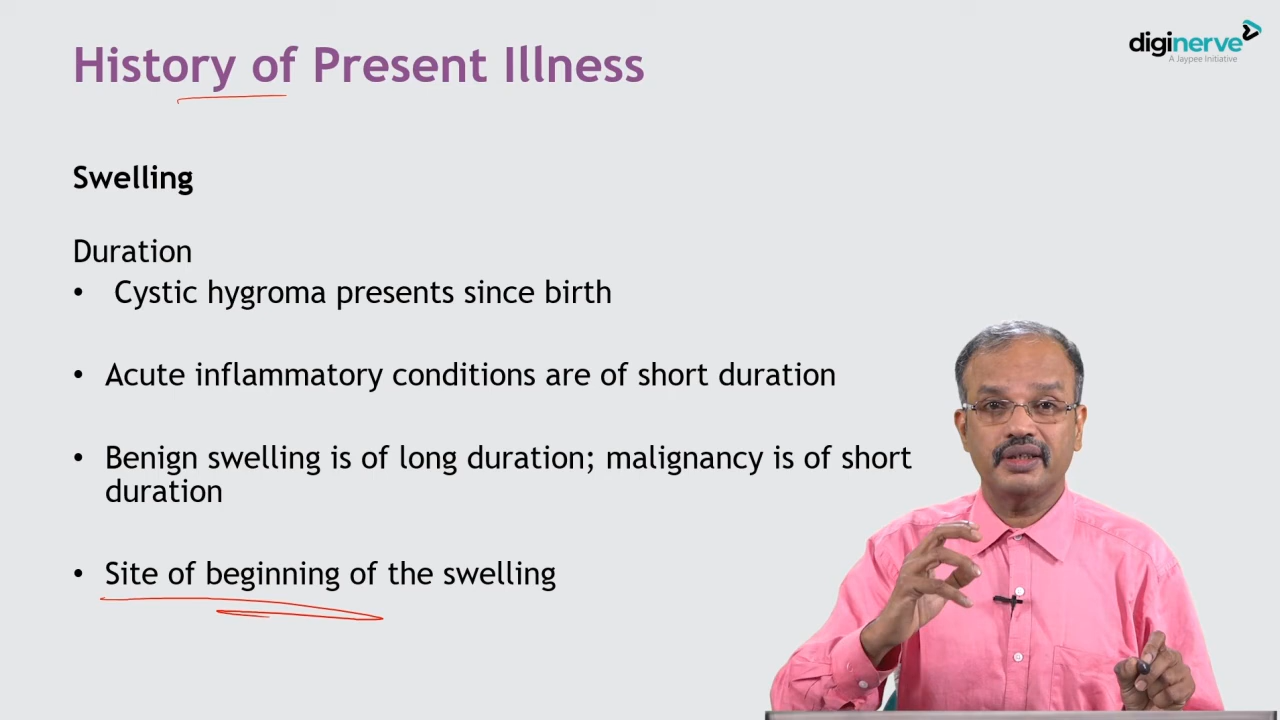 History of Present Illness
diginerve
A Jaypee Initiative
Swelling
Duration
• Cystic hygroma presents since birth
• Acute inflammatory conditions are of short duration
• Benign swelling is of long duration; malignancy is of short
duration
• Site of beginning of the swelling